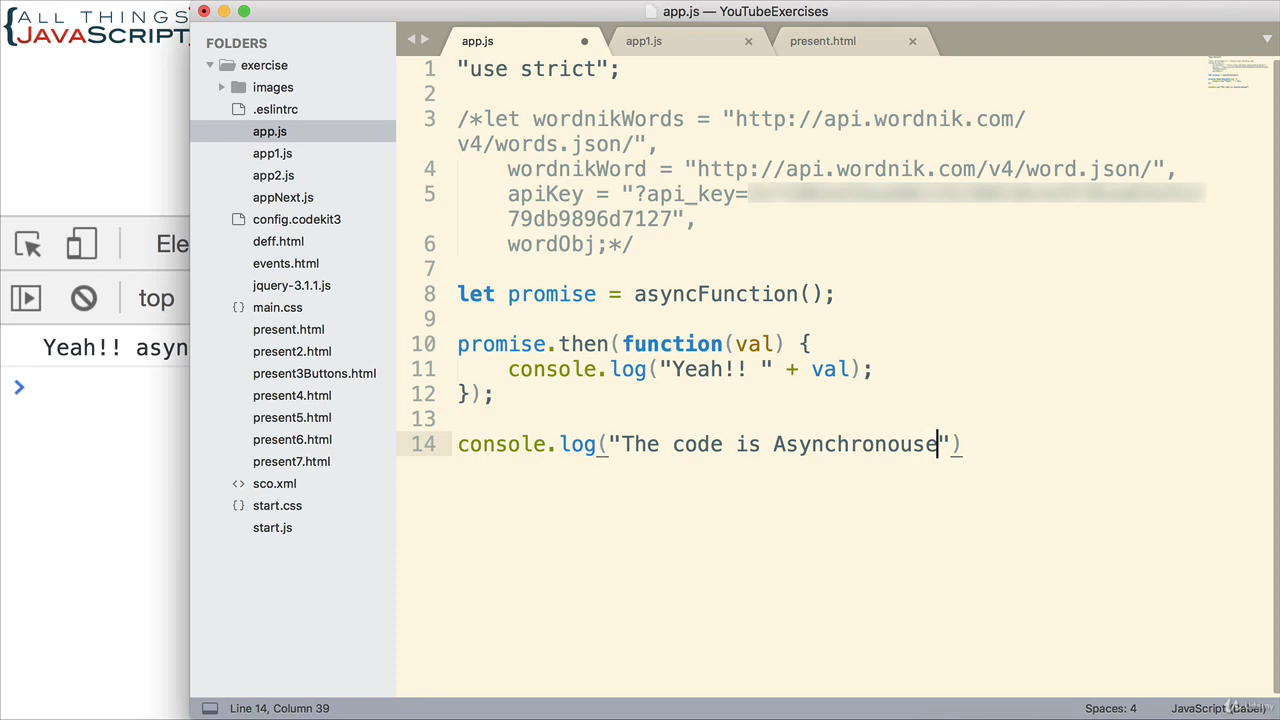 {ALL THINGS
JAVASCRIPT
app.js — YouTubeExercises
FOLDERS
exercise
images
.eslintrc
app.js
app1.js
app2.js
appNext.js
config.codekit3
deff.html
events.html
jquery-3.1.1.js
main.css
present.html
present2.html
present3Buttons.html
present4.html
present5.html
present6.html
present7.html
sco.xml
start.css
start.js
app.js
app1.js
present.html
1 "use strict";
2
3 /*let wordnikWords = "http://api.wordnik.com/
v4/words.json/",
4 wordnikWord = "http://api.wordnik.com/v4/word.json/",
5 apiKey = "?api_key=
79db9896d7127",
6 wordObj;*/
7
8 let promise = asyncFunction();
9
10 promise.then(function(val) {
11 console.log("Yeah!! " + val);
12 });
13
14 console.log("The code is Asynchronouse")
Ele
top
Yeah!! asyn
Line 14, Column 39
Spaces: 4
JavaScript (Babel)